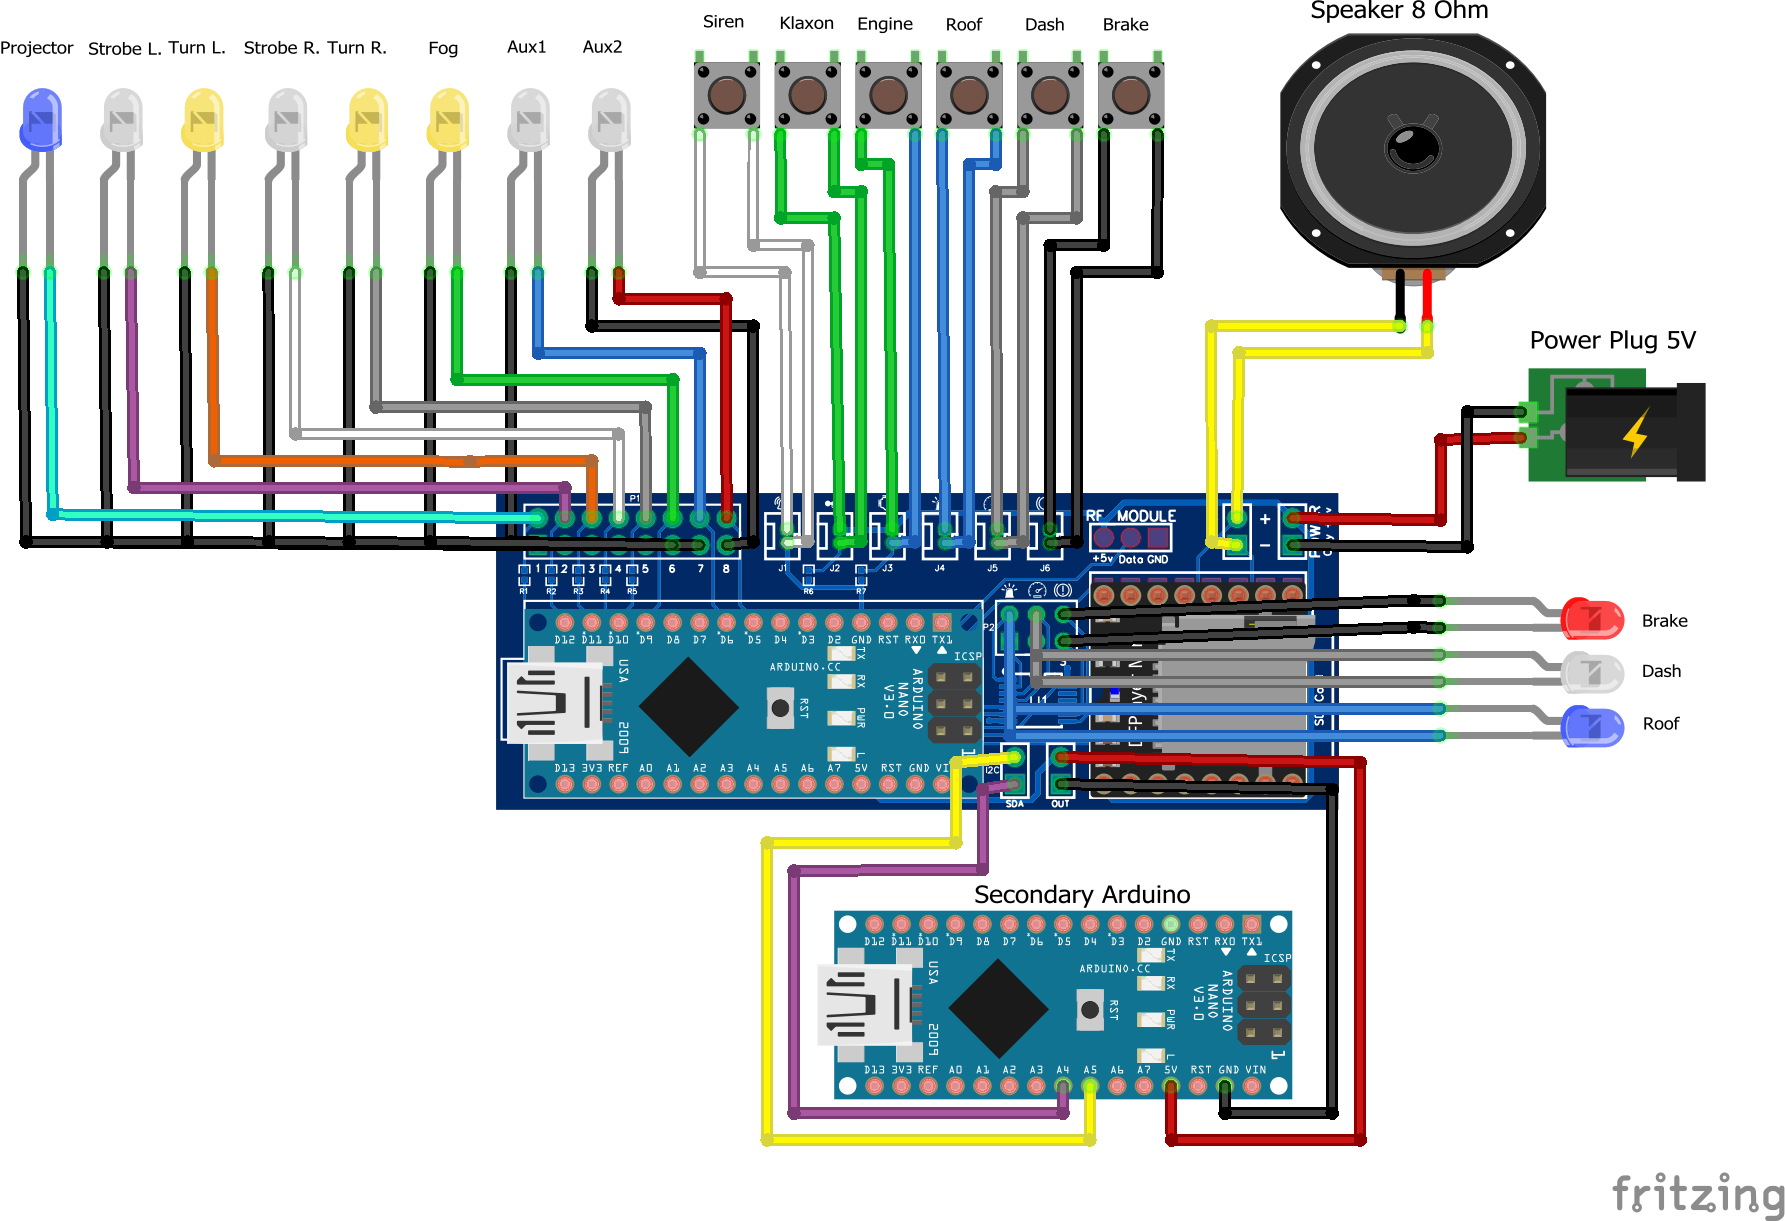 Speaker 8 Ohm
Siren Klaxon Engine Roof Dash Brake
Projector Strobe L. Turn L. Strobe R. Turn R. Fog Aux1 Aux2
Power Plug 5V
P1
RF MODULE
+5v Data GND
+
−
POWER
1 2 3 4 5 6 7 8
J1 J2 J3 J4 J5 J6
R1 R2 R3 R4 R5 R6 R7
P2
D12 D11 D10 D9 D8 D7 D6 D5 D4 D3 D2 GND RST RX0 TX1
ICSP
TX
RX
PWR
L
ARDUINO.CC
ARDUINO
NANO
V3.0
RST
USA
2009
1
D13 3V3 REF A0 A1 A2 A3 A4 A5 A6 A7 5V RST GND VIN
I2C
SDA
OUT
Brake
Dash
Roof
Secondary Arduino
D12 D11 D10 D9 D8 D7 D6 D5 D4 D3 D2 GND RST RX0 TX1
ICSP
TX
RX
PWR
L
ARDUINO.CC
ARDUINO
NANO
V3.0
RST
USA
2009
1
D13 3V3 REF A0 A1 A2 A3 A4 A5 A6 A7 5V RST GND VIN
fritzing